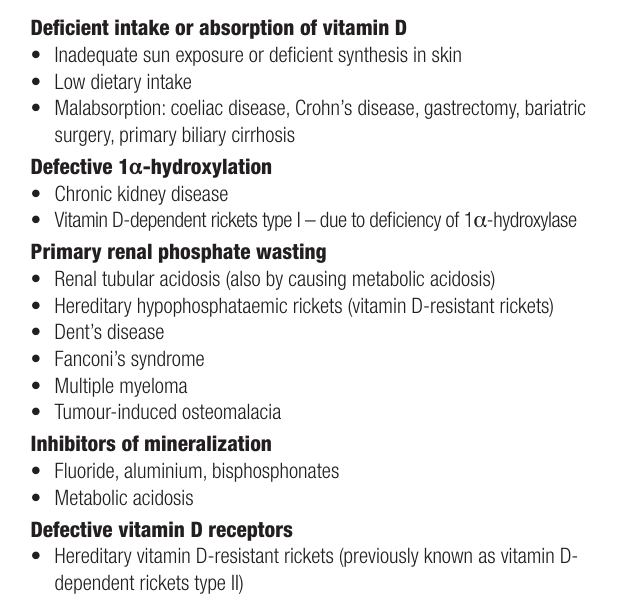 Deficient intake or absorption of vitamin D
• Inadequate sun exposure or deficient synthesis in skin
• Low dietary intake
• Malabsorption: coeliac disease, Crohn's disease, gastrectomy, bariatric
surgery, primary biliary cirrhosis
Defective 1α-hydroxylation
• Chronic kidney disease
• Vitamin D-dependent rickets type I – due to deficiency of 1α-hydroxylase
Primary renal phosphate wasting
• Renal tubular acidosis (also by causing metabolic acidosis)
• Hereditary hypophosphataemic rickets (vitamin D-resistant rickets)
• Dent's disease
• Fanconi's syndrome
• Multiple myeloma
• Tumour-induced osteomalacia
Inhibitors of mineralization
• Fluoride, aluminium, bisphosphonates
• Metabolic acidosis
Defective vitamin D receptors
• Hereditary vitamin D-resistant rickets (previously known as vitamin D-
dependent rickets type II)